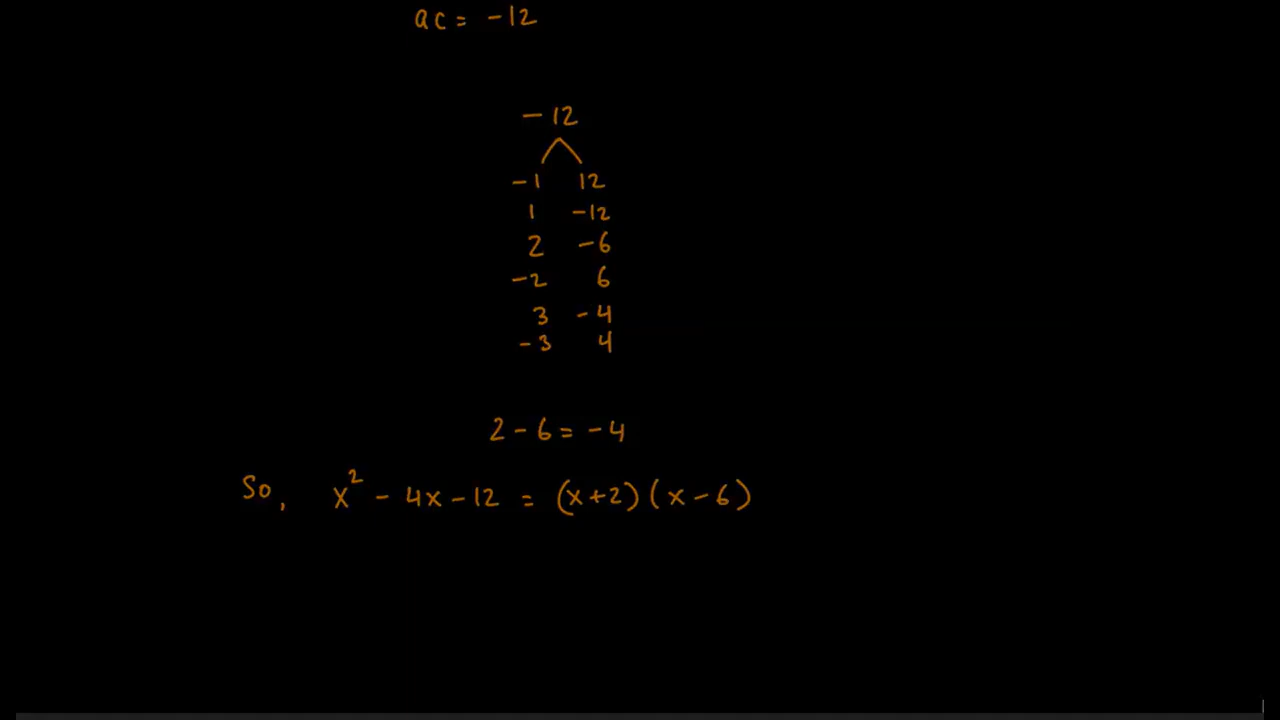 ac = -12
-12
-1 12
1 -12
2 -6
-2 6
3 -4
-3 4
2 - 6 = -4
So, x² - 4x - 12 = (x+2)(x-6)